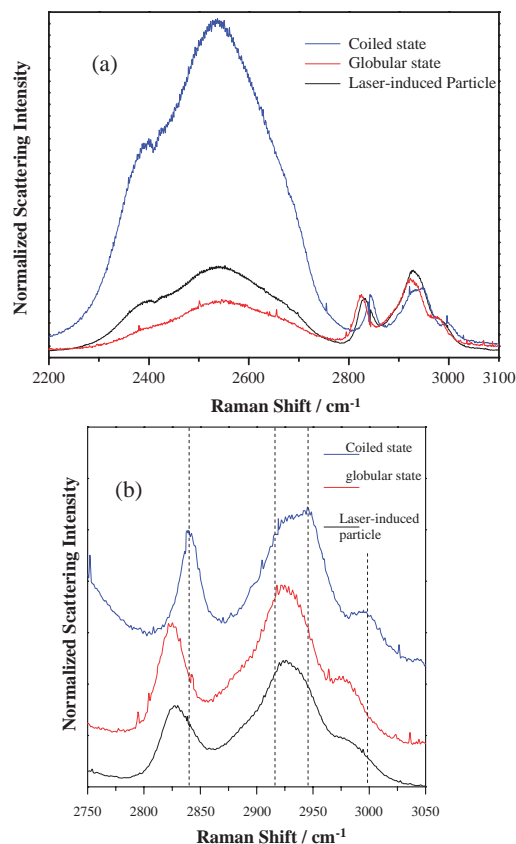 (a)
Coiled state
Globular state
Laser-induced Particle
Normalized Scattering Intensity
2200 2400 2600 2800 3000 3100
Raman Shift / cm-1
(b)
Coiled state
globular state
Laser-induced
particle
Normalized Scattering Intensity
2750 2800 2850 2900 2950 3000 3050
Raman Shift / cm-1